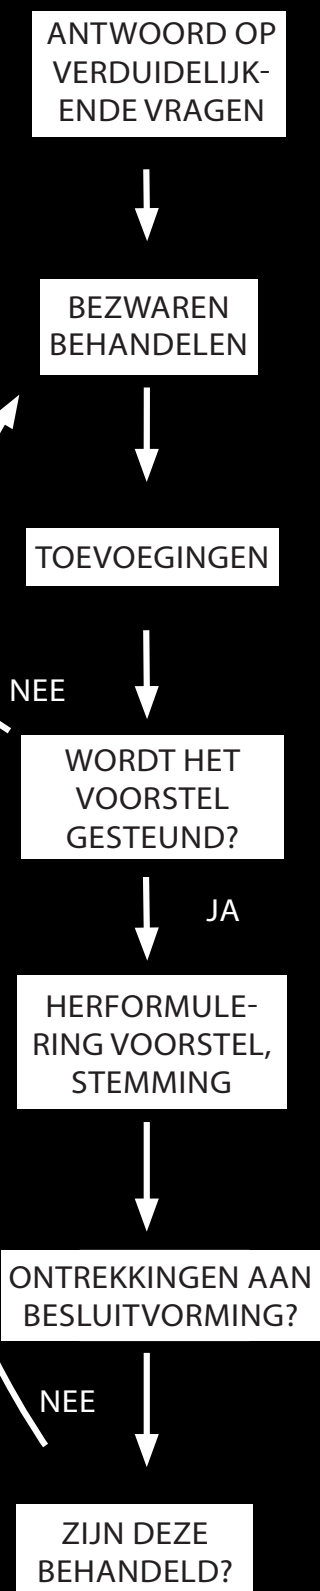 ANTWOORD OP
VERDUIDELIJK-
ENDE VRAGEN
BEZWAREN
BEHANDELEN
TOEVOEGINGEN
NEE
WORDT HET
VOORSTEL
GESTEUND?
JA
HERFORMULE-
RING VOORSTEL,
STEMMING
ONTREKKINGEN AAN
BESLUITVORMING?
NEE
ZIJN DEZE
BEHANDELD?